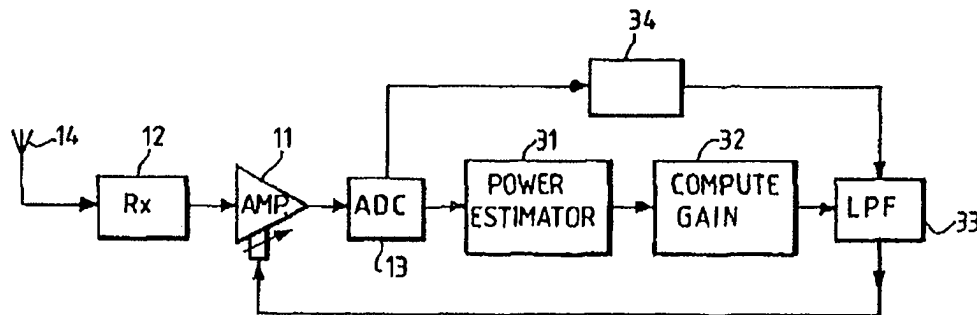 34
14
12
11
31
32
Rx
AMP.
ADC
POWER
ESTIMATOR
COMPUTE
GAIN
LPF
13
33